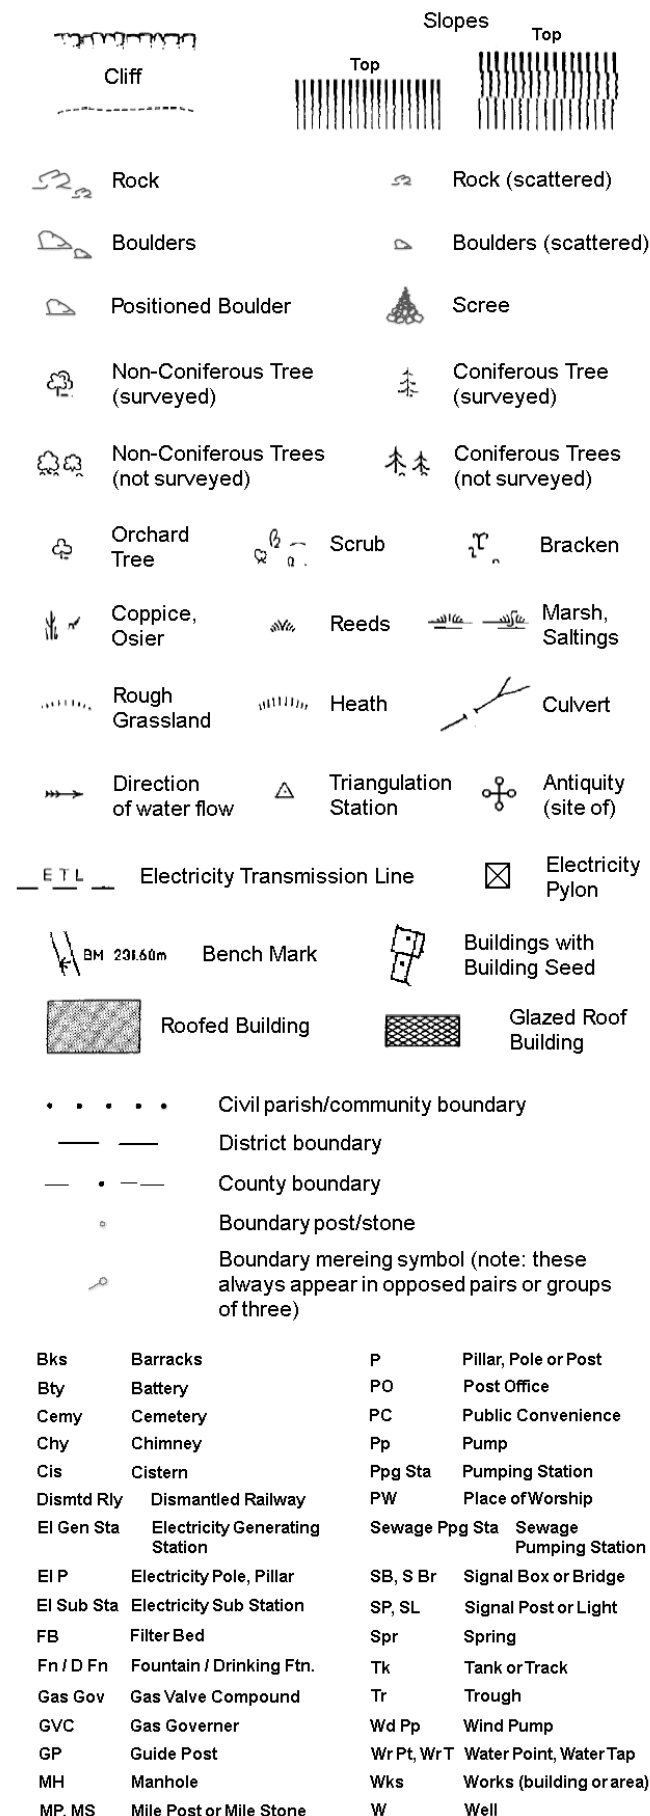 Slopes
Top
Top
Cliff
Rock
Rock (scattered)
Boulders
Boulders (scattered)
Positioned Boulder
Scree
Non-Coniferous Tree
(surveyed)
Coniferous Tree
(surveyed)
Non-Coniferous Trees
(not surveyed)
Coniferous Trees
(not surveyed)
Orchard
Tree
Scrub
Bracken
Coppice,
Osier
Reeds
Marsh,
Saltings
Rough
Grassland
Heath
Culvert
Direction
of water flow
Triangulation
Station
Antiquity
(site of)
E T L
Electricity Transmission Line
Electricity
Pylon
BM 231.60m
Bench Mark
Buildings with
Building Seed
Roofed Building
Glazed Roof
Building
Civil parish/community boundary
District boundary
County boundary
Boundary post/stone
Boundary mereing symbol (note: these
always appear in opposed pairs or groups
of three)
Bks Barracks
P Pillar, Pole or Post
Bty Battery
PO Post Office
Cemy Cemetery
PC Public Convenience
Chy Chimney
Pp Pump
Cis Cistern
Ppg Sta Pumping Station
Dismtd Rly Dismantled Railway
PW Place of Worship
El Gen Sta Electricity Generating
Station
Sewage Ppg Sta Sewage
Pumping Station
El P Electricity Pole, Pillar
SB, S Br Signal Box or Bridge
El Sub Sta Electricity Sub Station
SP, SL Signal Post or Light
FB Filter Bed
Spr Spring
Fn / D Fn Fountain / Drinking Ftn.
Tk Tank or Track
Gas Gov Gas Valve Compound
Tr Trough
GVC Gas Governer
Wd Pp Wind Pump
GP Guide Post
Wr Pt, Wr T Water Point, Water Tap
MH Manhole
Wks Works (building or area)
MP, MS Mile Post or Mile Stone
W Well